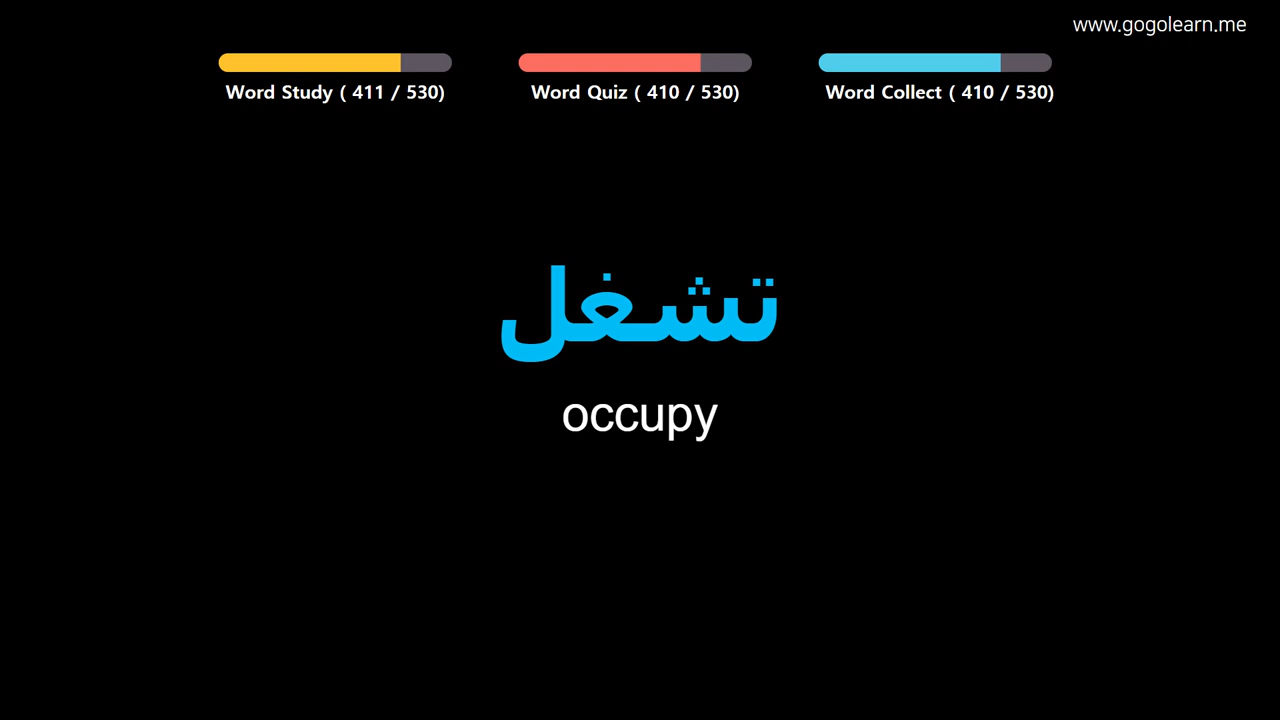 www.gogolearn.me
Word Study ( 411 / 530)
Word Quiz ( 410 / 530)
Word Collect ( 410 / 530)
تشغل
occupy